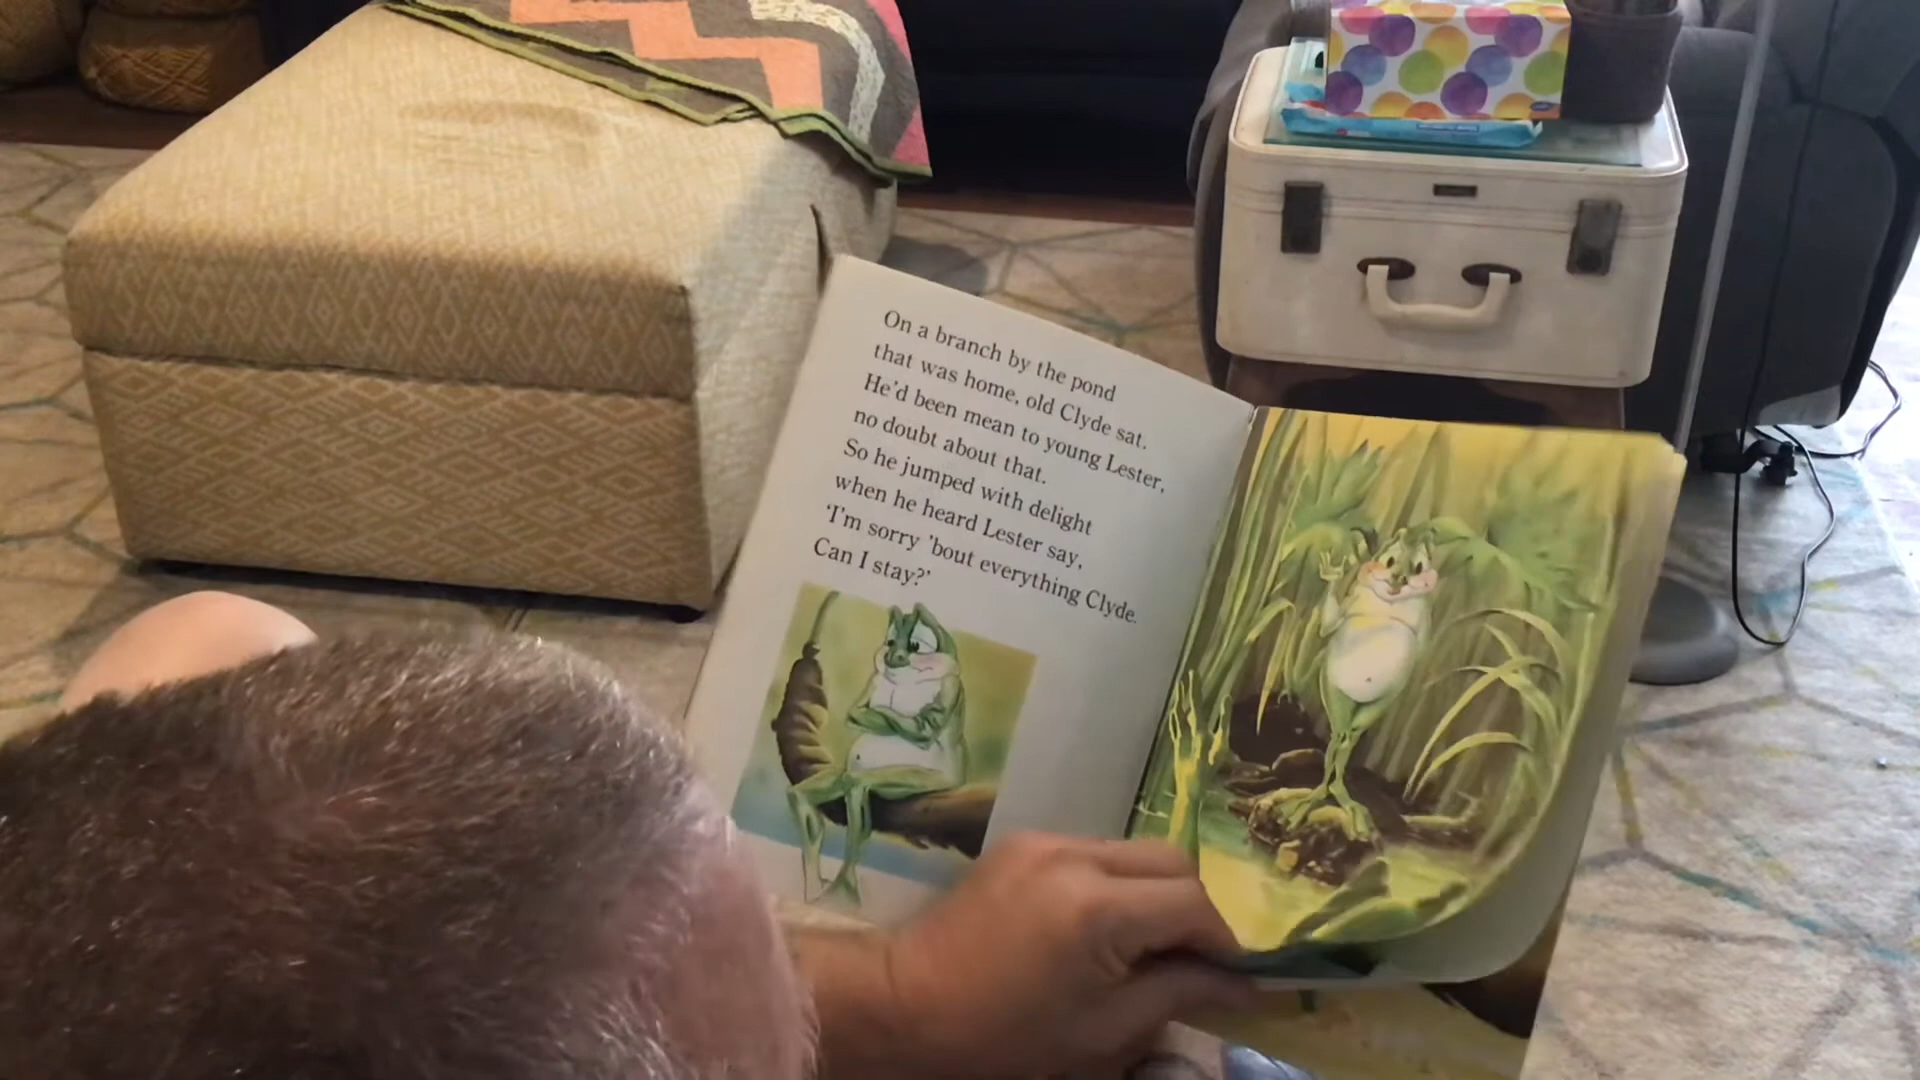 On a branch by the pond
that was home, old Clyde sat.
He'd been mean to young Lester,
no doubt about that.
So he jumped with delight
when he heard Lester say,
'I'm sorry 'bout everything Clyde.
Can I stay?'